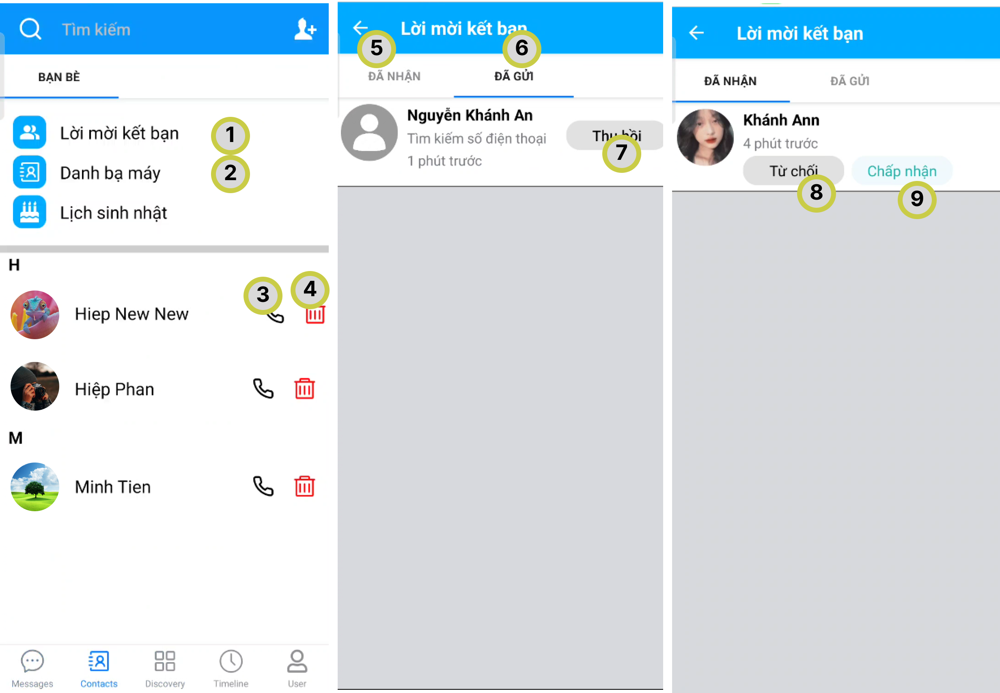 Tìm kiếm
BẠN BÈ
Lời mời kết bạn
1
Danh bạ máy
2
Lịch sinh nhật
H
3
4
Hiep New New
Hiệp Phan
M
Minh Tien
Messages
Contacts
Discovery
Timeline
User
Lời mời kết bạn
5
6
ĐÃ NHẬN
ĐÃ GỬI
Nguyễn Khánh An
Tìm kiếm số điện thoại
Thu hồi
7
1 phút trước
Lời mời kết bạn
ĐÃ NHẬN
ĐÃ GỬI
Khánh Ann
4 phút trước
Từ chối
Chấp nhận
8
9